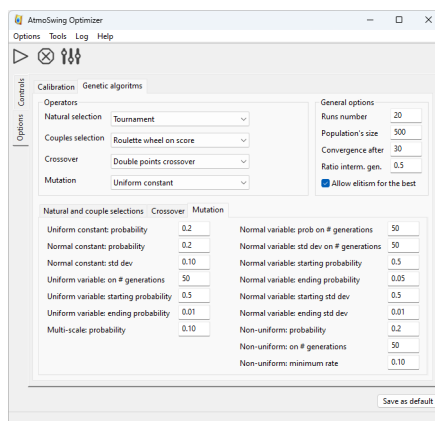 AtmoSwing Optimizer
Options Tools Log Help
Controls
Options
Calibration Genetic algoritms
Operators
Natural selection Tournament
Couples selection Roulette wheel on score
Crossover Double points crossover
Mutation Uniform constant
General options
Runs number 20
Population's size 500
Convergence after 30
Ratio interm. gen. 0.5
Allow elitism for the best
Natural and couple selections Crossover Mutation
Uniform constant: probability 0.2
Normal constant: probability 0.2
Normal constant: std dev 0.10
Uniform variable: on # generations 50
Uniform variable: starting probability 0.5
Uniform variable: ending probability 0.01
Multi-scale: probability 0.10
Normal variable: prob on # generations 50
Normal variable: std dev on # generations 50
Normal variable: starting probability 0.5
Normal variable: ending probability 0.05
Normal variable: starting std dev 0.5
Normal variable: ending std dev 0.01
Non-uniform: probability 0.2
Non-uniform: on # generations 50
Non-uniform: minimum rate 0.10
Save as default